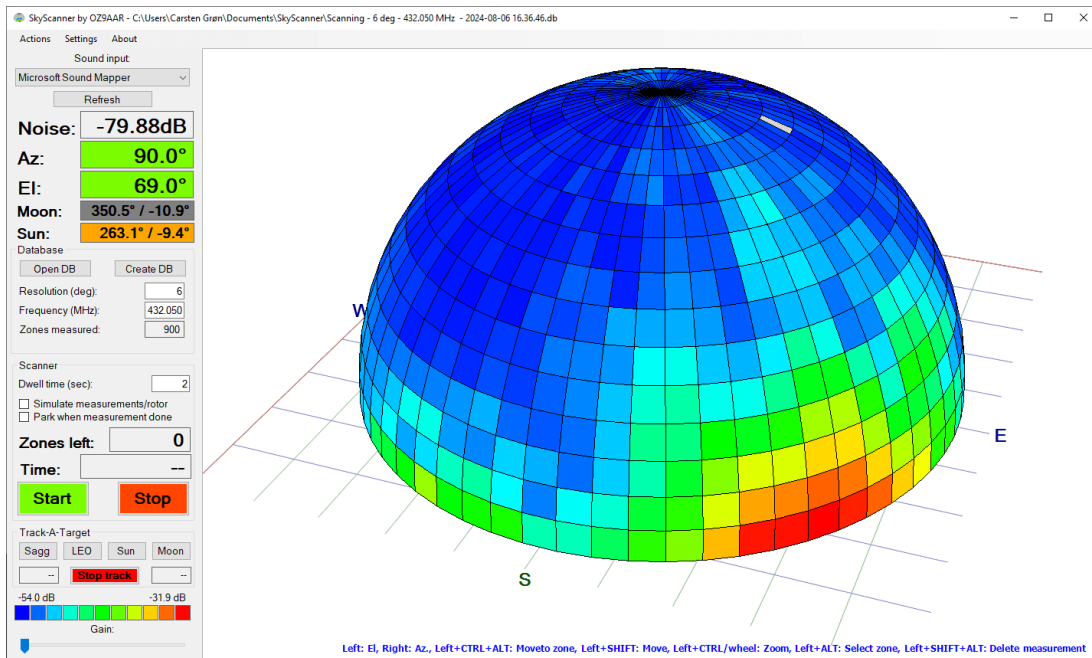 SkyScanner by OZ9AAR - C:\Users\Carsten Grøn\Documents\SkyScanner\Scanning - 6 deg - 432.050 MHz - 2024-08-06 16.36.46.db
Actions Settings About
Sound input:
Microsoft Sound Mapper
Refresh
Noise: -79.88dB
Az: 90.0°
El: 69.0°
Moon: 350.5° / -10.9°
Sun: 263.1° / -9.4°
Database
Open DB Create DB
Resolution (deg): 6
Frequency (MHz): 432.050
Zones measured: 900
Scanner
Dwell time (sec): 2
Simulate measurements/rotor
Park when measurement done
Zones left: 0
Time: --
Start Stop
Track-A-Target
Sagg LEO Sun Moon
-- Stop track --
-54.0 dB -31.9 dB
Gain:
W
E
S
Left: El, Right: Az., Left+CTRL+ALT: Moveto zone, Left+SHIFT: Move, Left+CTRL/wheel: Zoom, Left+ALT: Select zone, Left+SHIFT+ALT: Delete measurement